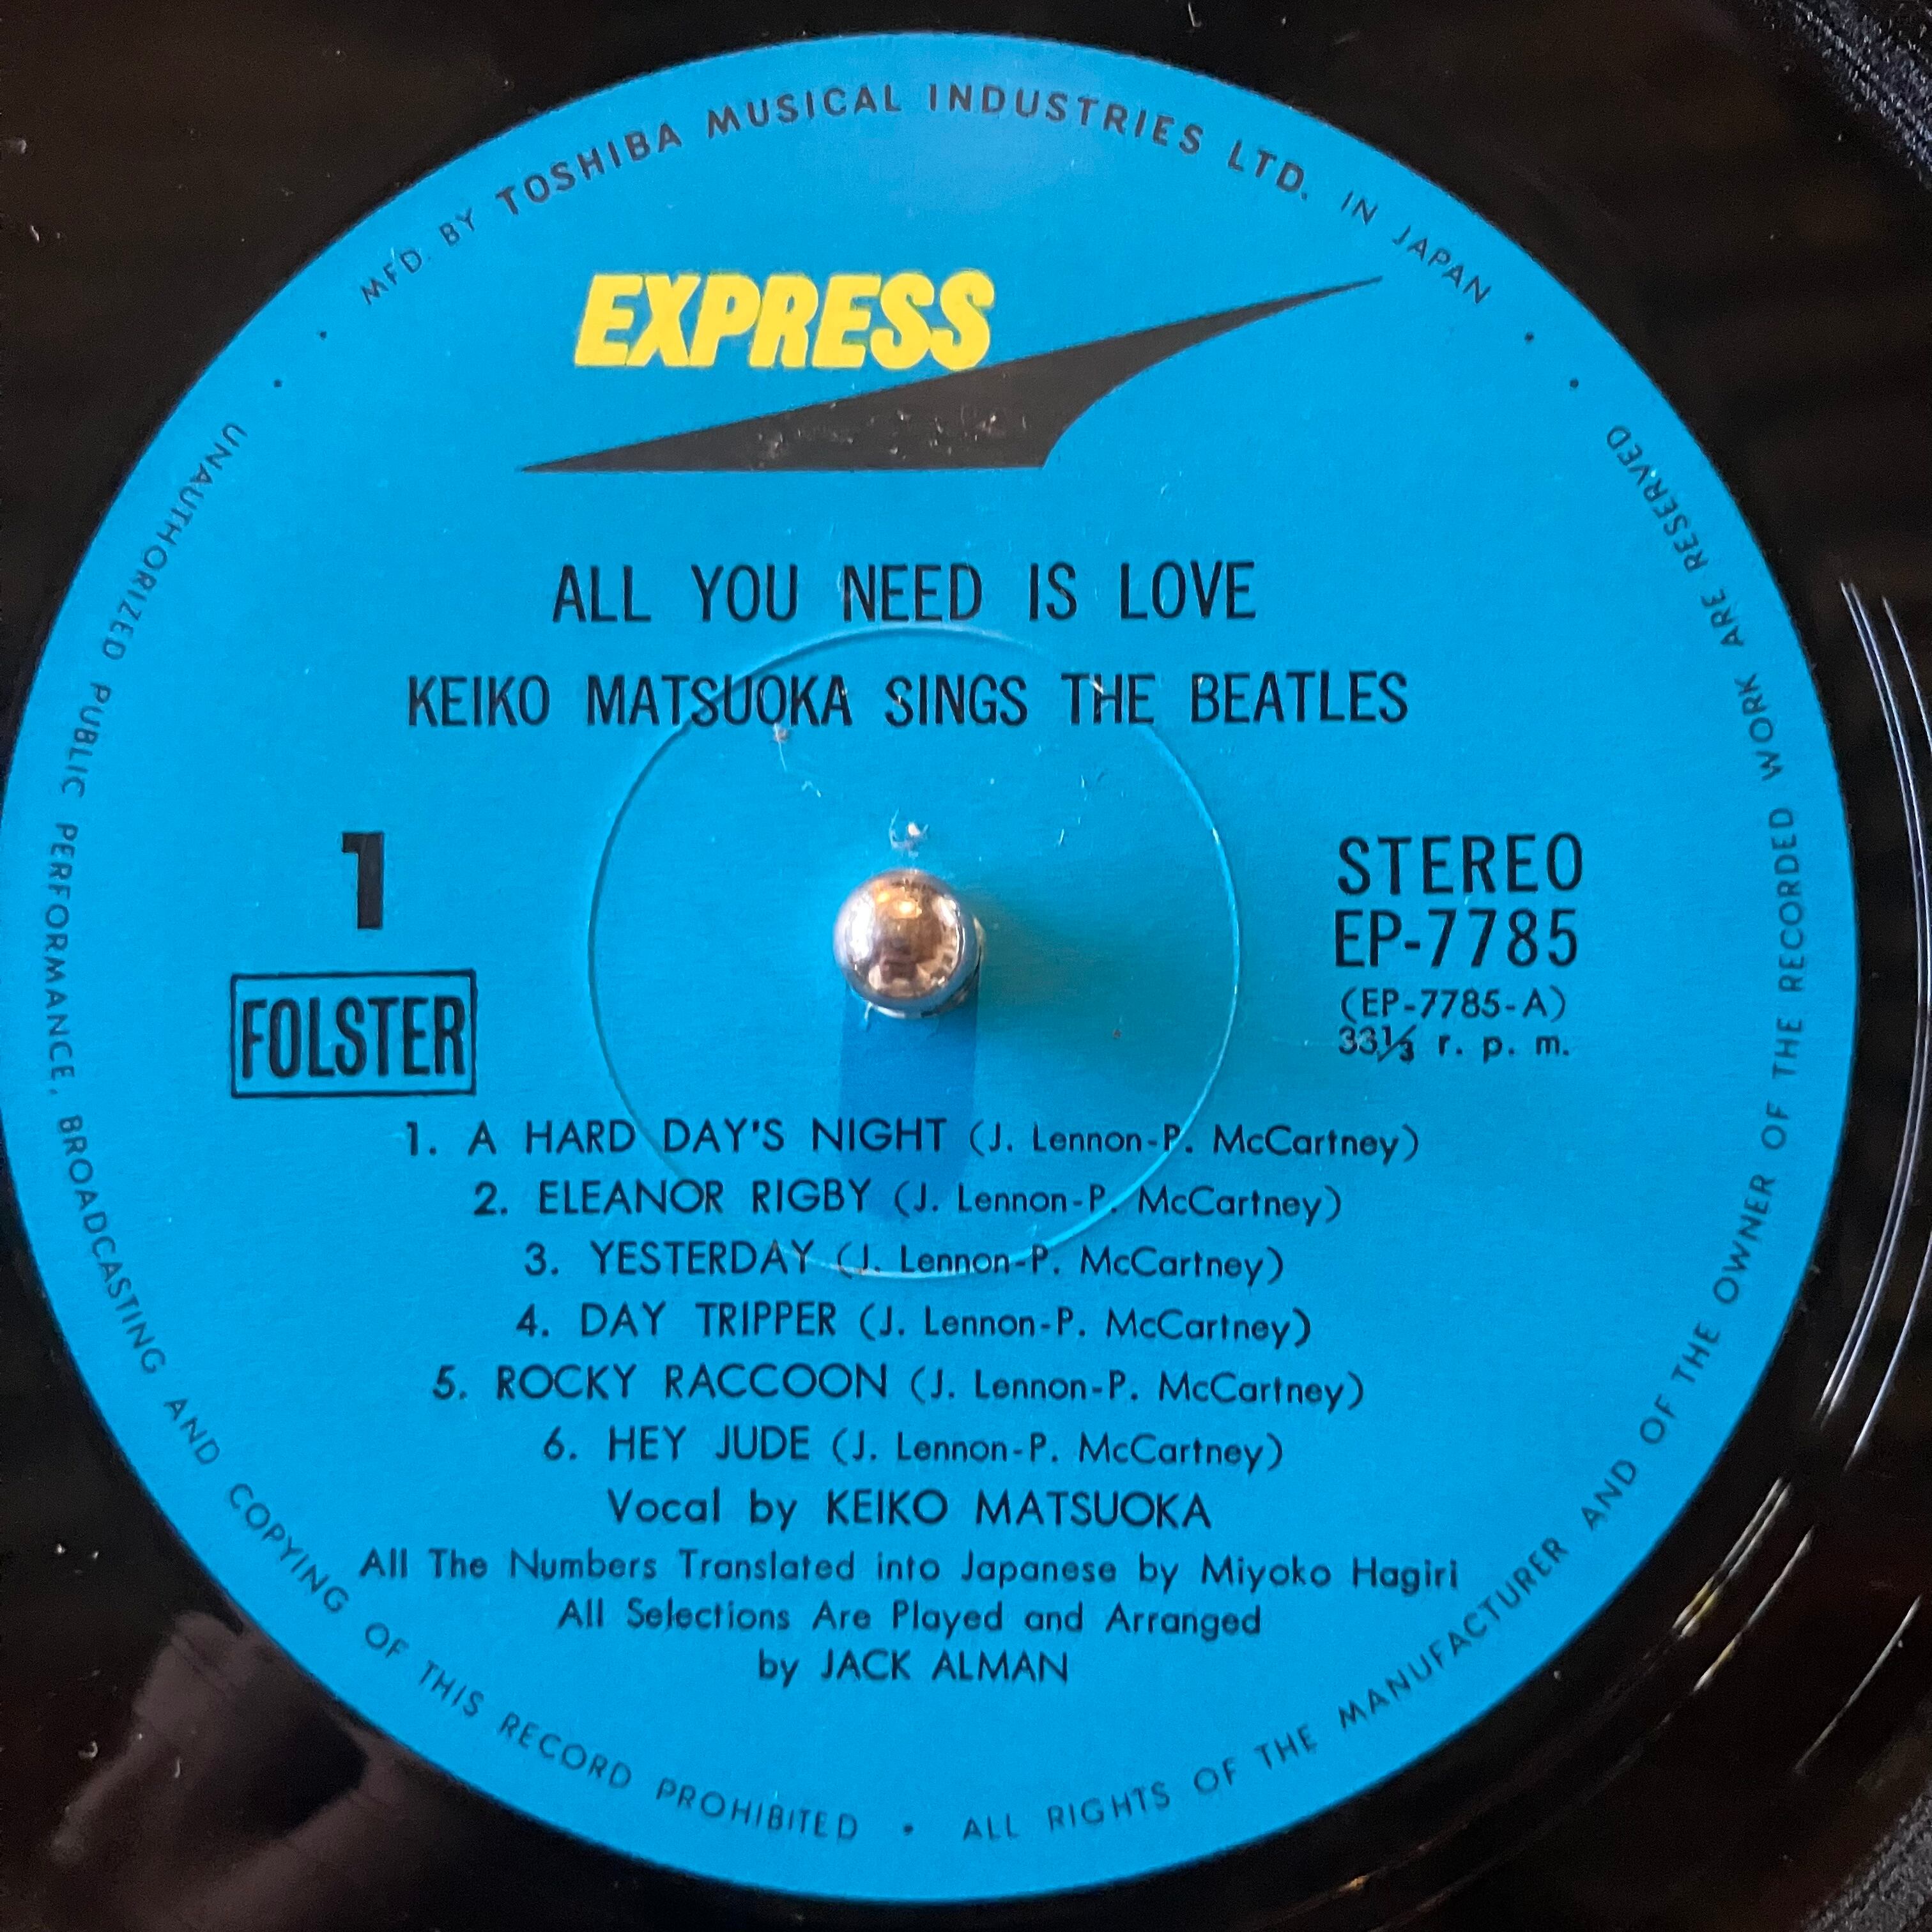 MFD. BY TOSHIBA MUSICAL INDUSTRIES LTD. IN JAPAN
EXPRESS
ALL YOU NEED IS LOVE
KEIKO MATSUOKA SINGS THE BEATLES
1
FOLSTER
STEREO
EP-7785
(EP-7785-A)
33⅓ r. p. m.
1. A HARD DAY'S NIGHT (J. Lennon-P. McCartney)
2. ELEANOR RIGBY (J. Lennon-P. McCartney)
3. YESTERDAY (J. Lennon-P. McCartney)
4. DAY TRIPPER (J. Lennon-P. McCartney)
5. ROCKY RACCOON (J. Lennon-P. McCartney)
6. HEY JUDE (J. Lennon-P. McCartney)
Vocal by KEIKO MATSUOKA
All The Numbers Translated into Japanese by Miyoko Hagiri
All Selections Are Played and Arranged
by JACK ALMAN
UNAUTHORIZED PUBLIC PERFORMANCE, BROADCASTING AND COPYING OF THIS RECORD PROHIBITED • ALL RIGHTS OF THE MANUFACTURER AND OF THE OWNER OF THE RECORDED WORK ARE RESERVED